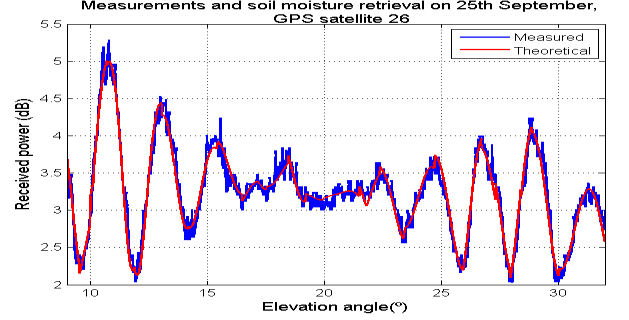 Measurements and soil moisture retrieval on 25th September,
GPS satellite 26
Measured
Theoretical
Received power (dB)
5.5
5
4.5
4
3.5
3
2.5
2
10 15 20 25 30
Elevation angle(º)